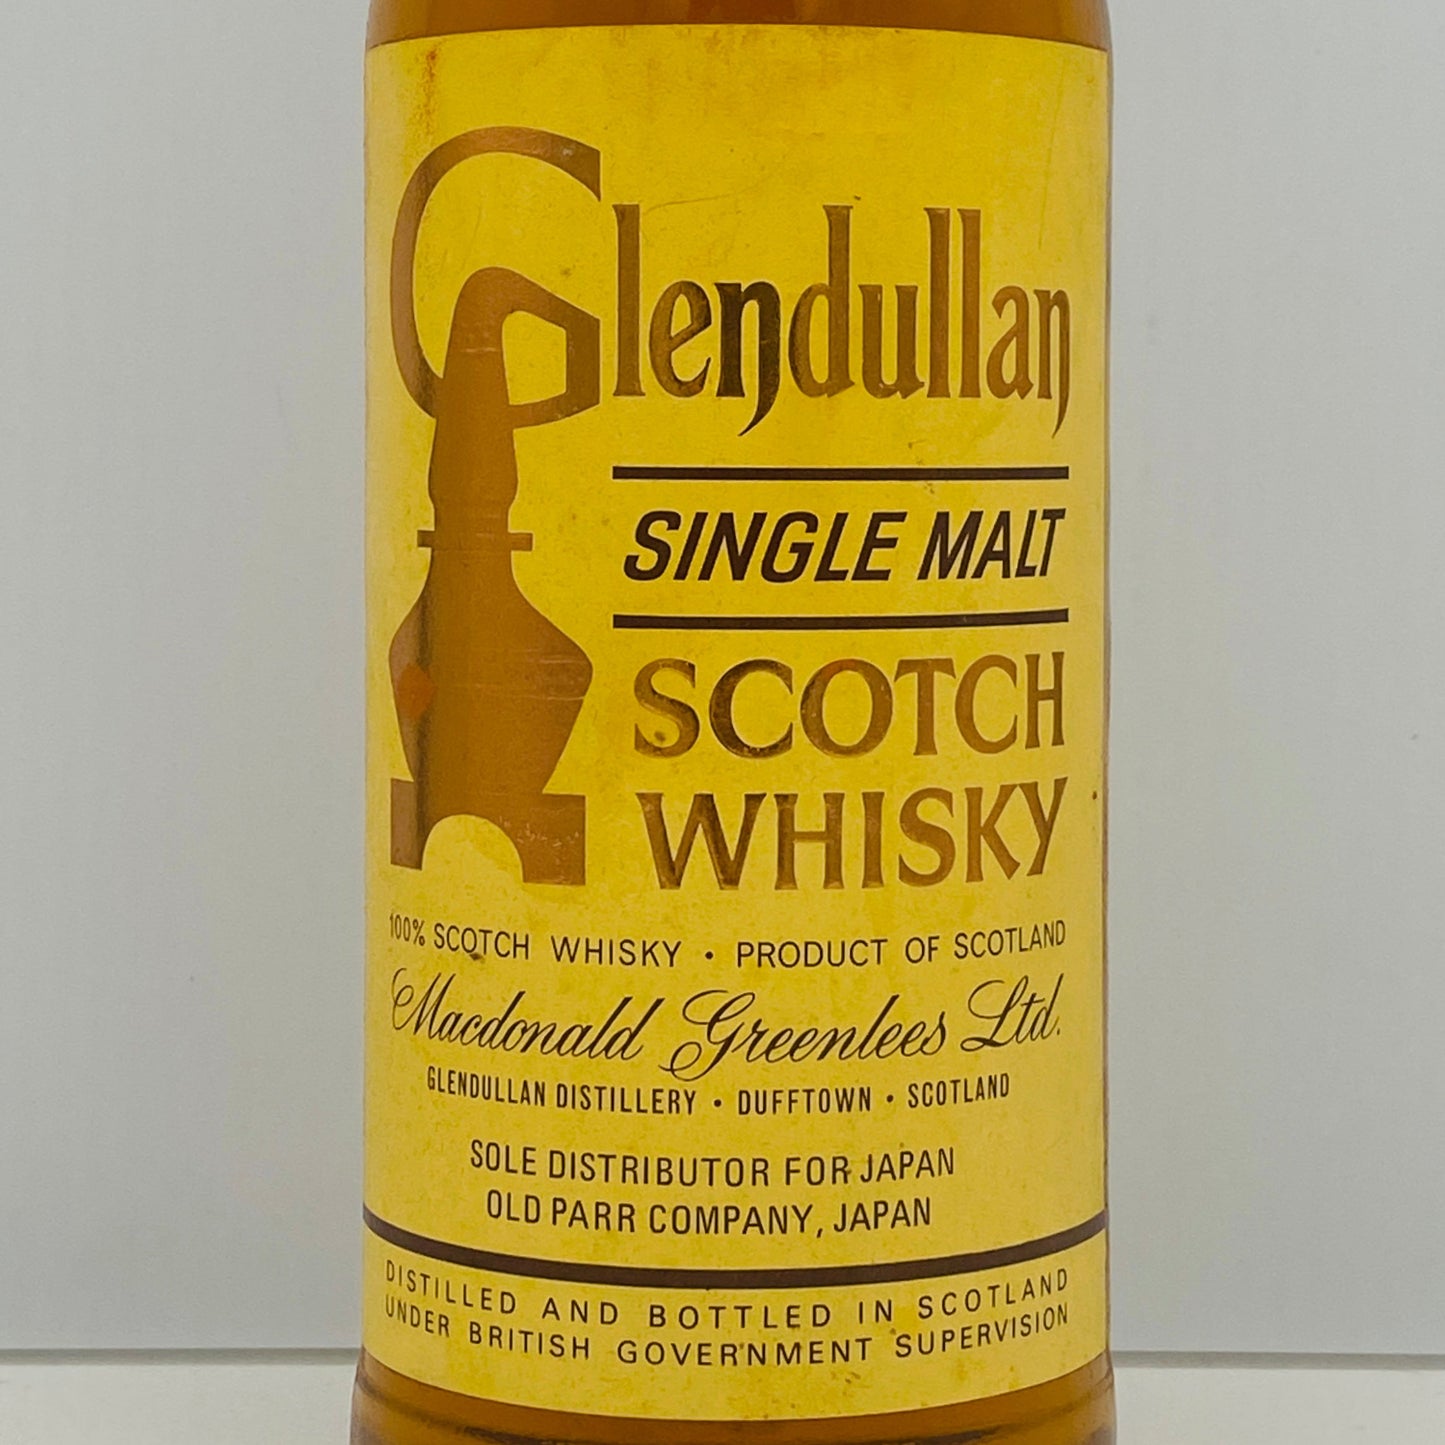 Glendullan
SINGLE MALT
SCOTCH
WHISKY
100% SCOTCH WHISKY • PRODUCT OF SCOTLAND
Macdonald Greenlees Ltd.
GLENDULLAN DISTILLERY • DUFFTOWN • SCOTLAND
SOLE DISTRIBUTOR FOR JAPAN
OLD PARR COMPANY, JAPAN
DISTILLED AND BOTTLED IN SCOTLAND
UNDER BRITISH GOVERNMENT SUPERVISION